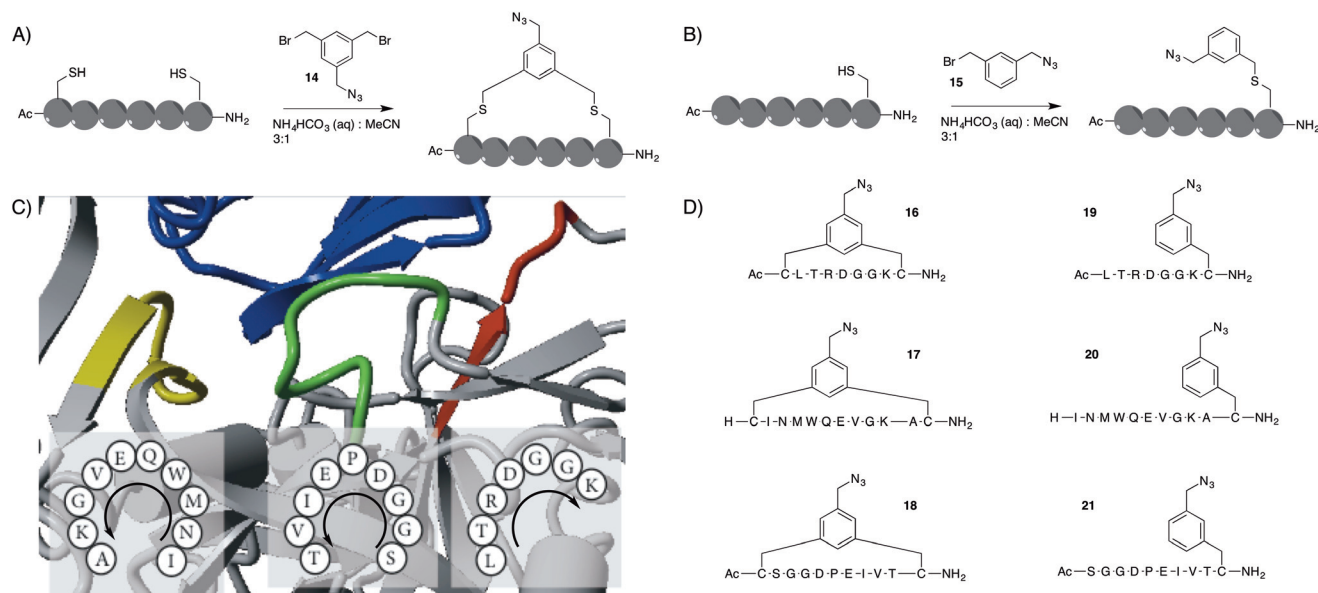 A)
Br
Br
14
N3
SH
HS
Ac
NH2
NH4HCO3 (aq) : MeCN
3:1
N3
S
S
Ac
NH2
B)
HS
Ac
NH2
Br
N3
15
NH4HCO3 (aq) : MeCN
3:1
N3
S
Ac
NH2
C)
A K G V E Q W M N I
T V I E P D G G S
L T R D G G K
D)
N3
16
Ac—C-L-T-R-D-G-G-K-C—NH2
N3
19
Ac—L-T-R-D-G-G-K-C—NH2
N3
17
H—C-I-N-M-W-Q-E-V-G-K—A-C—NH2
N3
20
H—I-N-M-W-Q-E-V-G-K-A—C—NH2
N3
18
Ac—C-S-G-G-D-P-E-I-V-T—C—NH2
N3
21
Ac—S-G-G-D-P-E-I-V-T-C—NH2